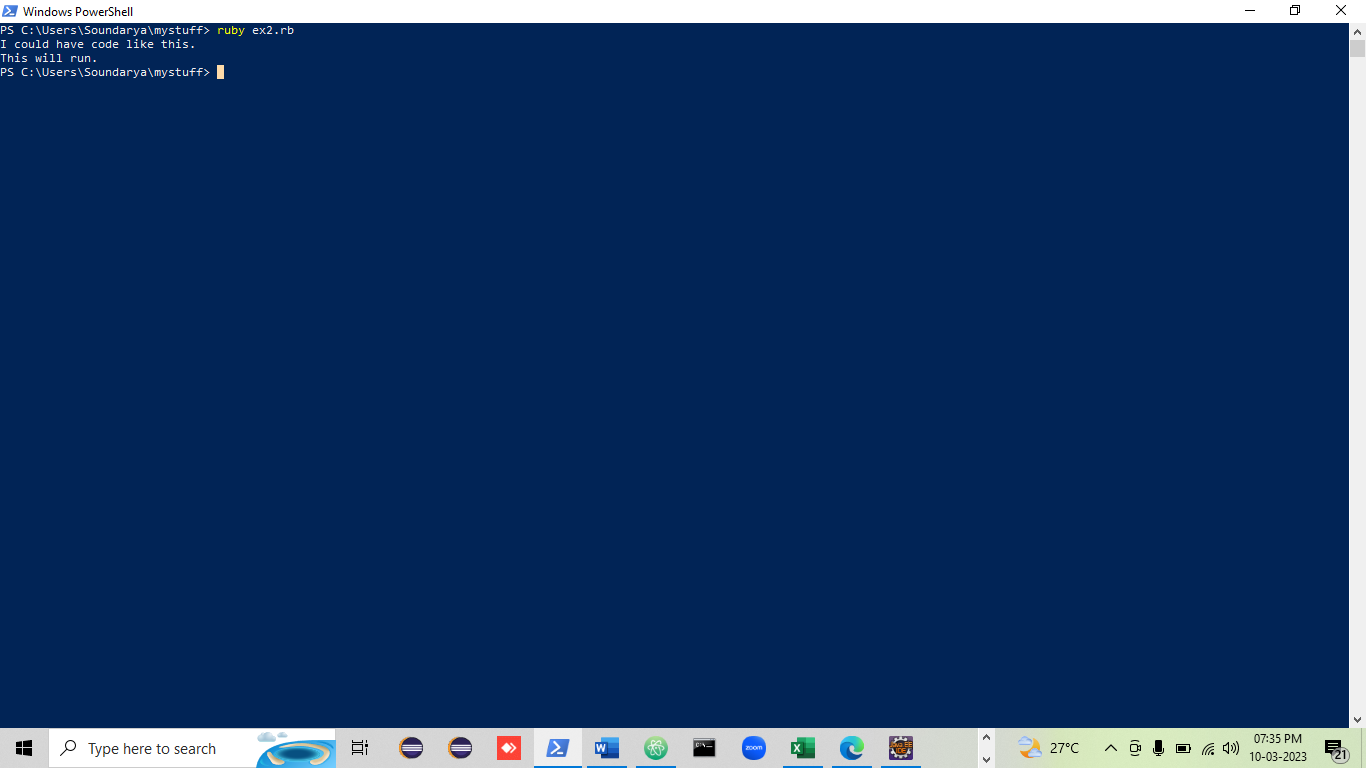 Windows PowerShell
PS C:\Users\Soundarya\mystuff> ruby ex2.rb
I could have code like this.
This will run.
PS C:\Users\Soundarya\mystuff>
Type here to search
zoom
27°C
07:35 PM
10-03-2023
21